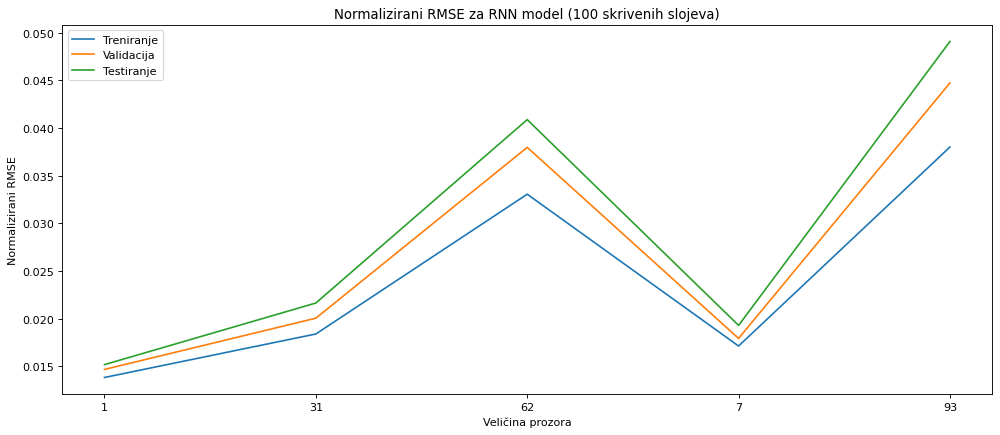 Normalizirani RMSE za RNN model (100 skrivenih slojeva)
Treniranje
Validacija
Testiranje
Normalizirani RMSE
0.050
0.045
0.040
0.035
0.030
0.025
0.020
0.015
1
31
62
7
93
Veličina prozora